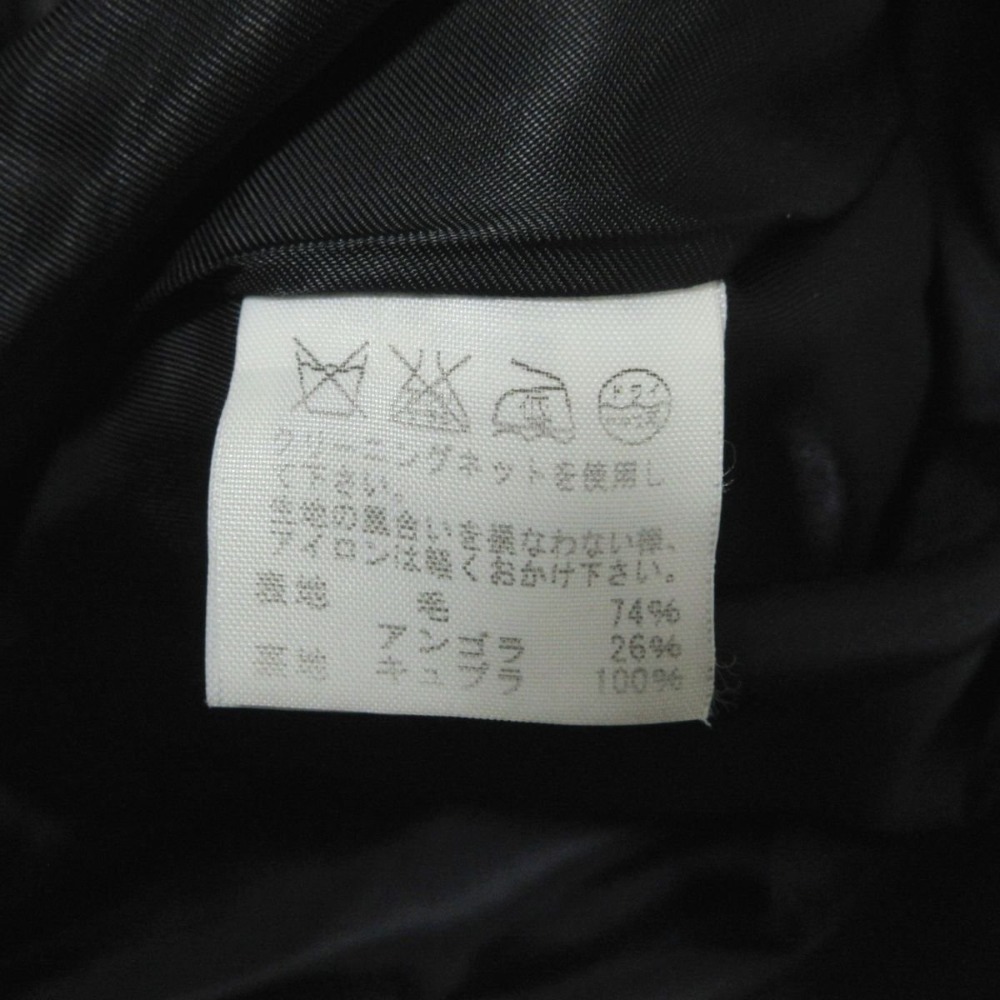 低
クリーニングネットを使用し
て下さい。
生地の風合いを損なわない様、
アイロンは軽くおかけ下さい。
表地 毛 74%
アンゴラ 26%
裏地 キュプラ 100%